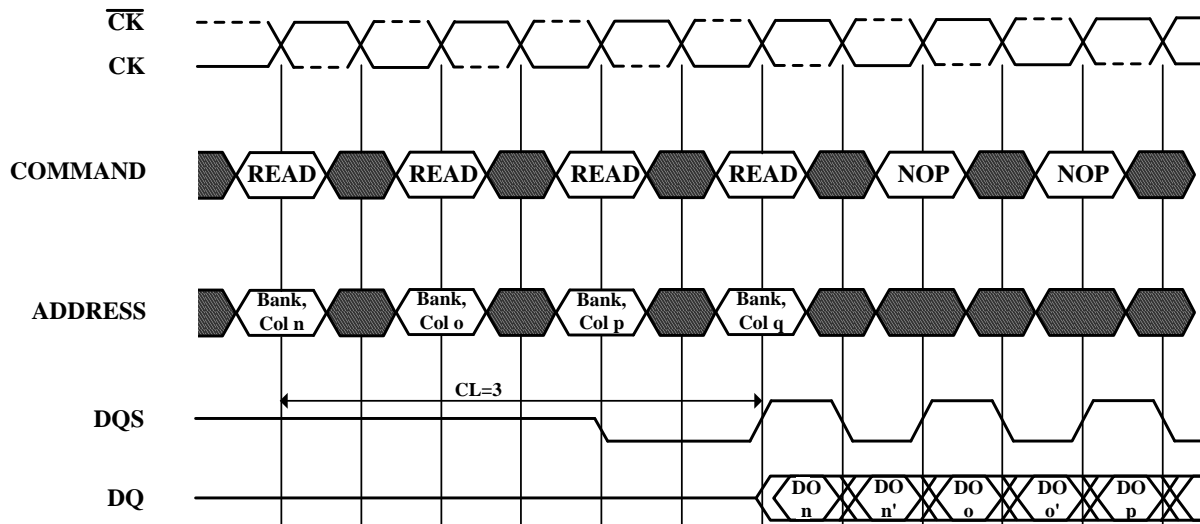 CK
CK
COMMAND READ READ READ READ NOP NOP
ADDRESS Bank, Col n Bank, Col o Bank, Col p Bank, Col q
CL=3
DQS
DQ DO n DO n' DO o DO o' DO p